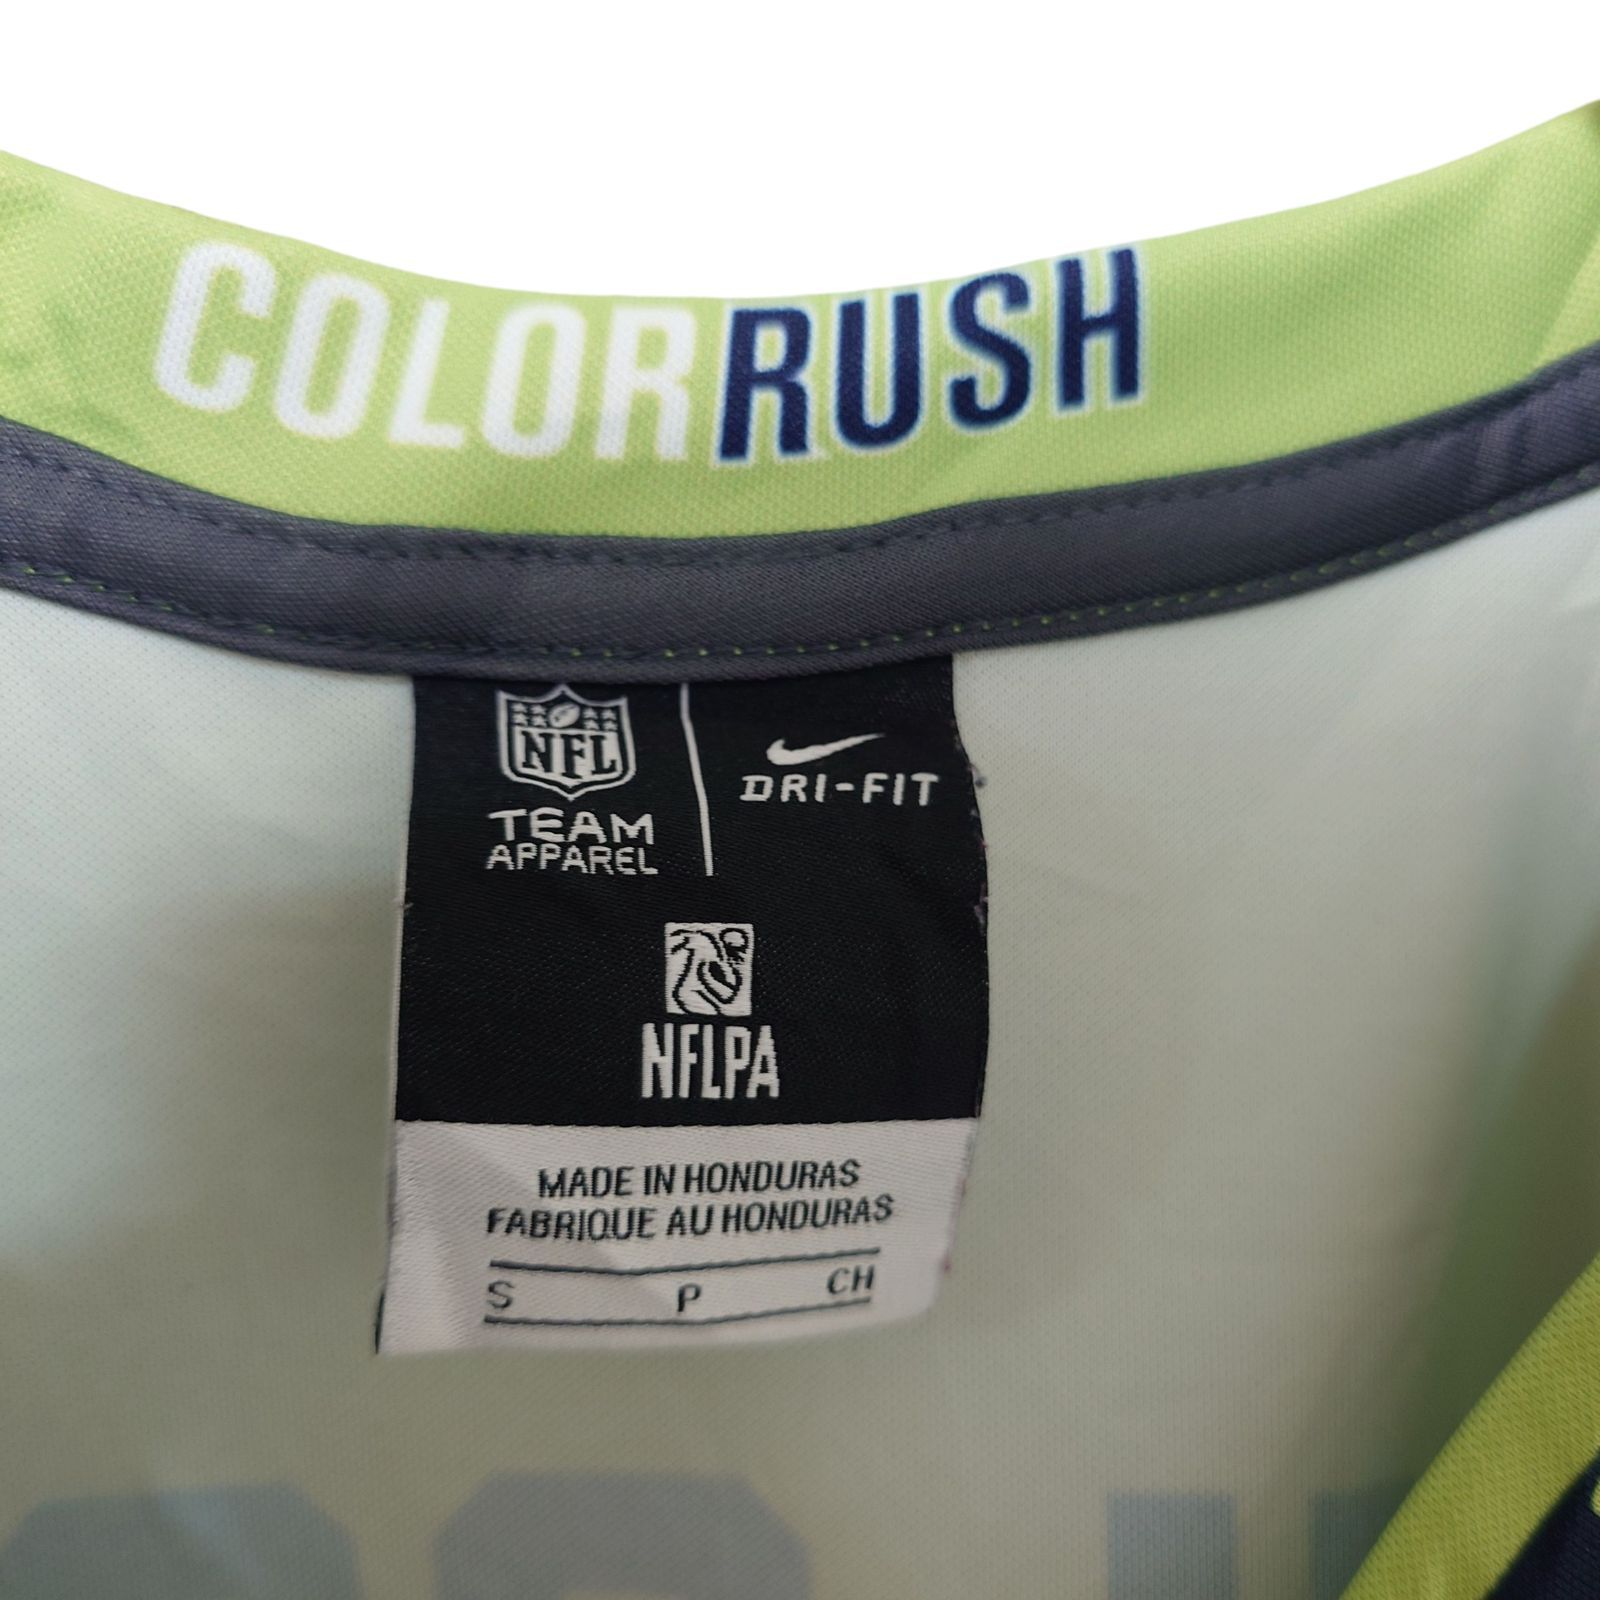 COLORRUSH
NFL
TEAM
APPAREL
DRI-FIT
NFLPA
MADE IN HONDURAS
FABRIQUE AU HONDURAS
S P CH